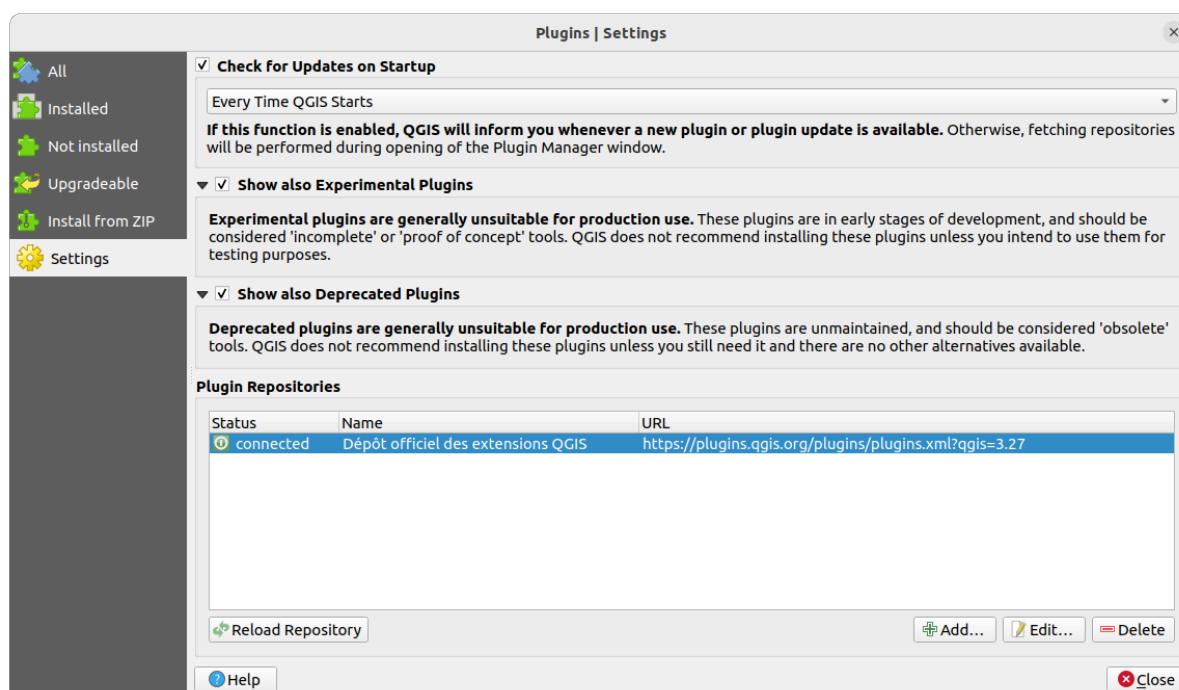 Plugins | Settings
All
Installed
Not installed
Upgradeable
Install from ZIP
Settings
Check for Updates on Startup
Every Time QGIS Starts
If this function is enabled, QGIS will inform you whenever a new plugin or plugin update is available. Otherwise, fetching repositories
will be performed during opening of the Plugin Manager window.
Show also Experimental Plugins
Experimental plugins are generally unsuitable for production use. These plugins are in early stages of development, and should be
considered 'incomplete' or 'proof of concept' tools. QGIS does not recommend installing these plugins unless you intend to use them for
testing purposes.
Show also Deprecated Plugins
Deprecated plugins are generally unsuitable for production use. These plugins are unmaintained, and should be considered 'obsolete'
tools. QGIS does not recommend installing these plugins unless you still need it and there are no other alternatives available.
Plugin Repositories
Status Name URL
connected Dépôt officiel des extensions QGIS https://plugins.qgis.org/plugins/plugins.xml?qgis=3.27
Reload Repository Add... Edit... Delete
Help Close